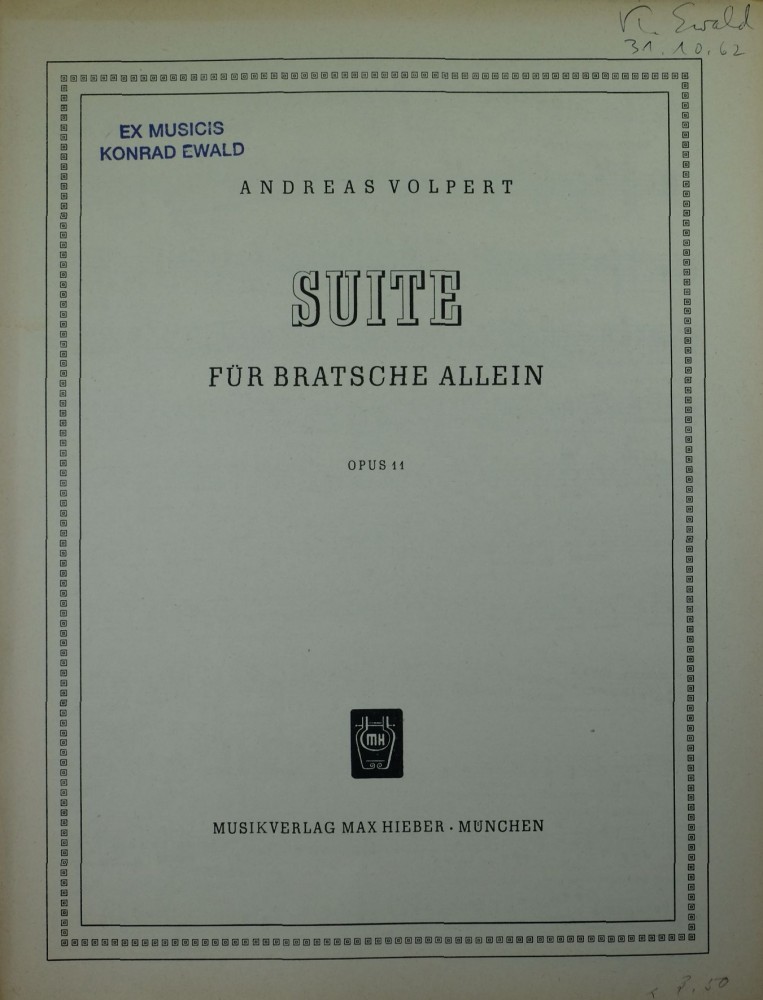 Ewald
31.10.62
EX MUSICIS
KONRAD EWALD
ANDREAS VOLPERT
SUITE
FÜR BRATSCHE ALLEIN
OPUS 11
MH
MUSIKVERLAG MAX HIEBER · MÜNCHEN